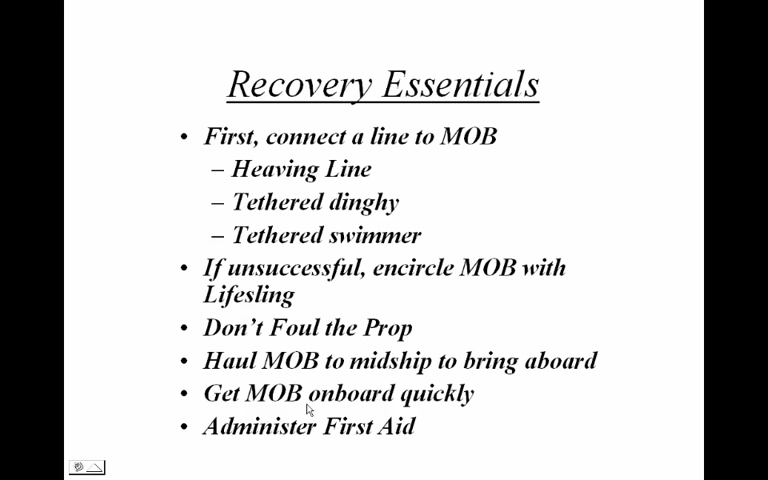 Recovery Essentials
• First, connect a line to MOB
– Heaving Line
– Tethered dinghy
– Tethered swimmer
• If unsuccessful, encircle MOB with
Lifesling
• Don't Foul the Prop
• Haul MOB to midship to bring aboard
• Get MOB onboard quickly
• Administer First Aid